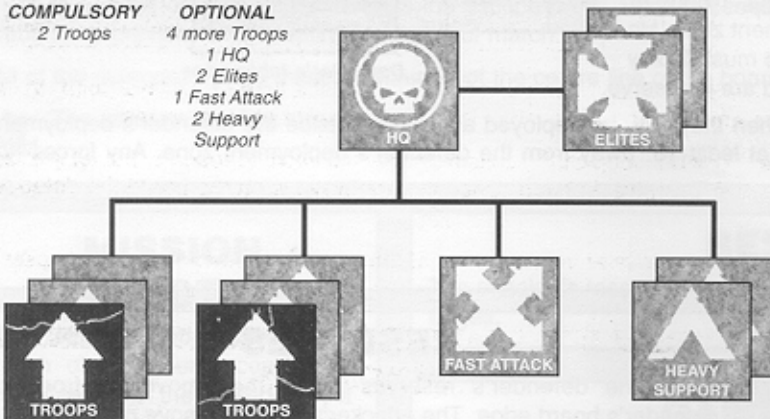 COMPULSORY
2 Troops
OPTIONAL
4 more Troops
1 HQ
2 Elites
1 Fast Attack
2 Heavy
Support
HQ
ELITES
TROOPS
TROOPS
FAST ATTACK
HEAVY
SUPPORT